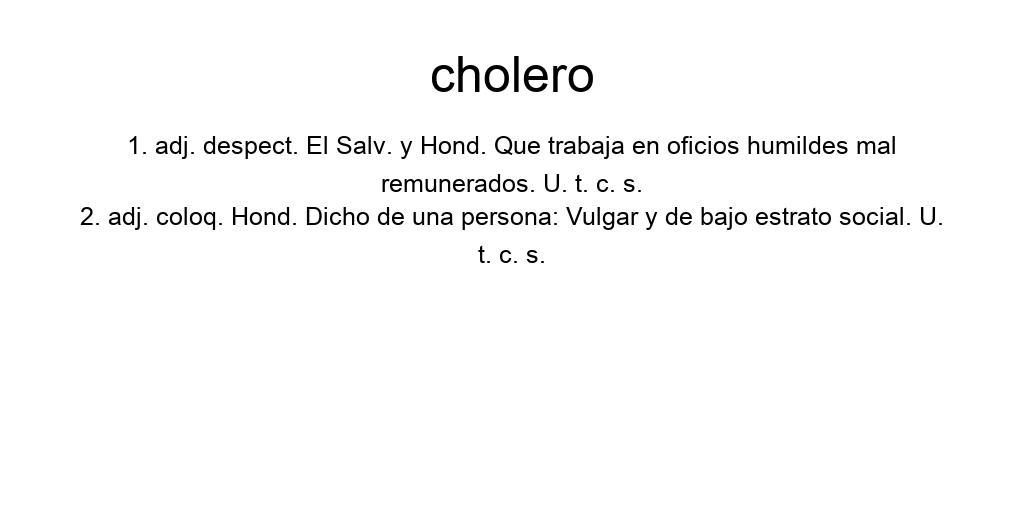 cholero
1. adj. despect. El Salv. y Hond. Que trabaja en oficios humildes mal
remunerados. U. t. c. s.
2. adj. coloq. Hond. Dicho de una persona: Vulgar y de bajo estrato social. U.
t. c. s.